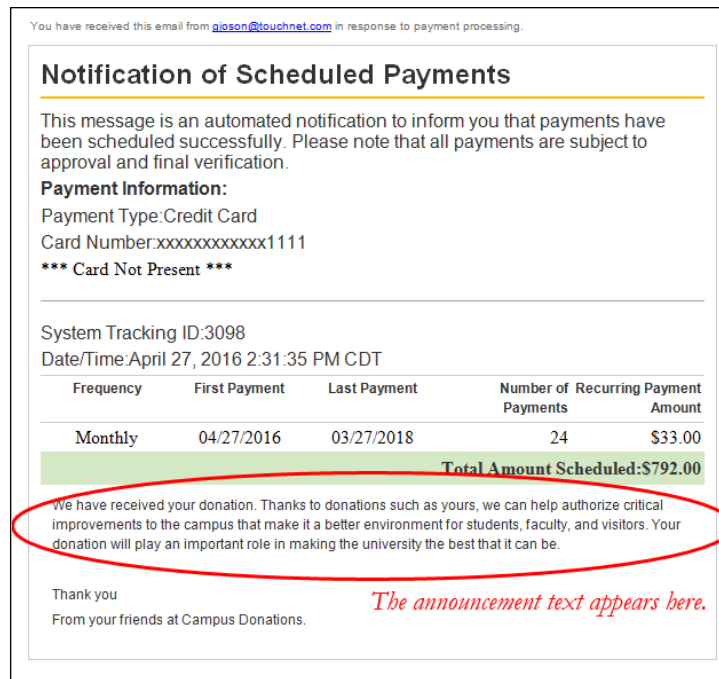 You have received this email from gjoson@touchnet.com in response to payment processing.
Notification of Scheduled Payments
This message is an automated notification to inform you that payments have
been scheduled successfully. Please note that all payments are subject to
approval and final verification.
Payment Information:
Payment Type:Credit Card
Card Number:xxxxxxxxxxxx1111
*** Card Not Present ***
System Tracking ID:3098
Date/Time:April 27, 2016 2:31:35 PM CDT
Frequency First Payment Last Payment Number of Recurring Payment
Payments Amount
Monthly 04/27/2016 03/27/2018 24 $33.00
Total Amount Scheduled:$792.00
We have received your donation. Thanks to donations such as yours, we can help authorize critical
improvements to the campus that make it a better environment for students, faculty, and visitors. Your
donation will play an important role in making the university the best that it can be.
Thank you
The announcement text appears here.
From your friends at Campus Donations.